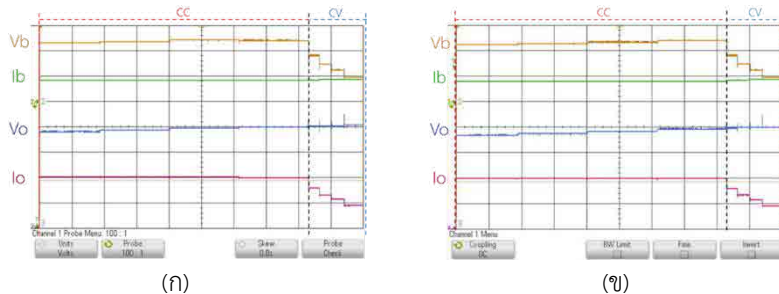 CC CV
Vb
Ib
Vo
Io
Channel 1 Probe Menu 100 : 1
Units Volts
Probe 100 : 1
Skew 0.0s
Probe Check
(ก)
CC CV
Vb
Ib
Vo
Io
Channel 1 Menu
Coupling DC
BW Limit
Fine
Invert
(ข)